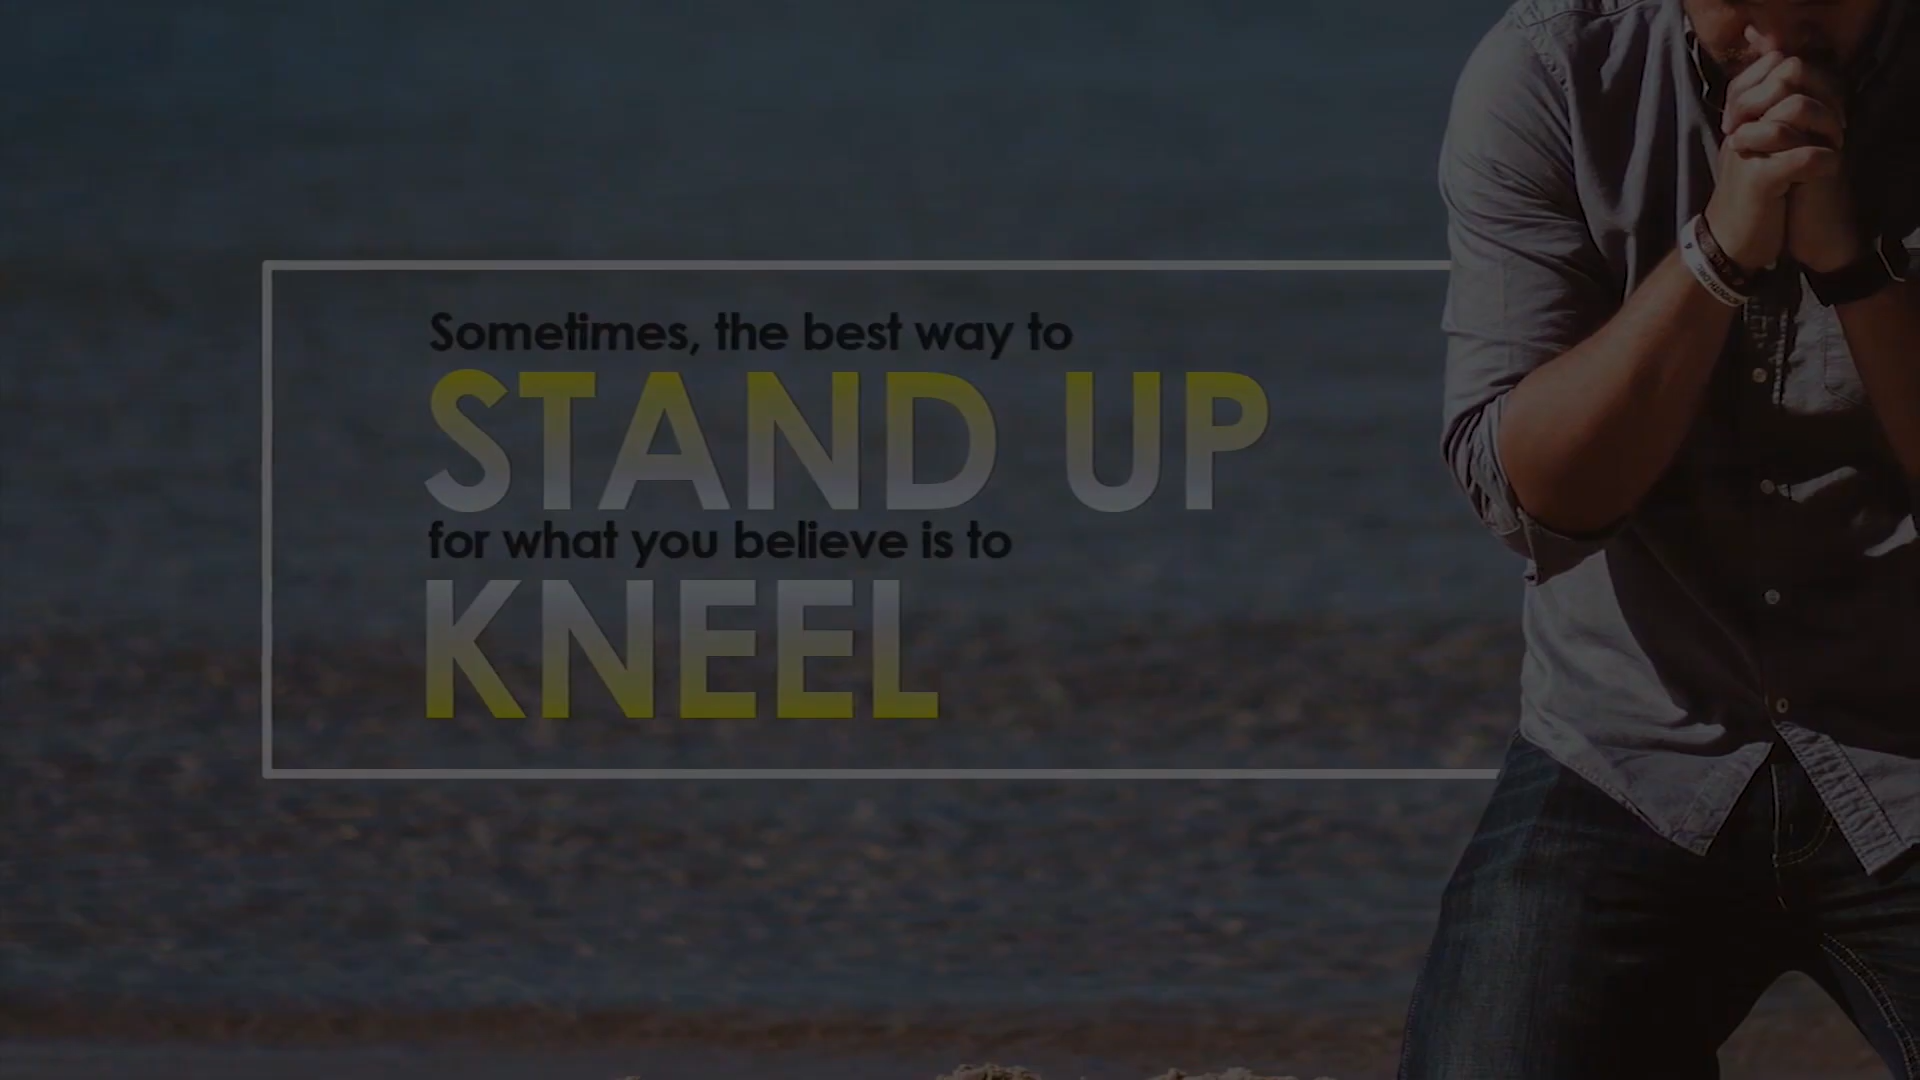 Sometimes, the best way to
STAND UP
for what you believe is to
KNEEL